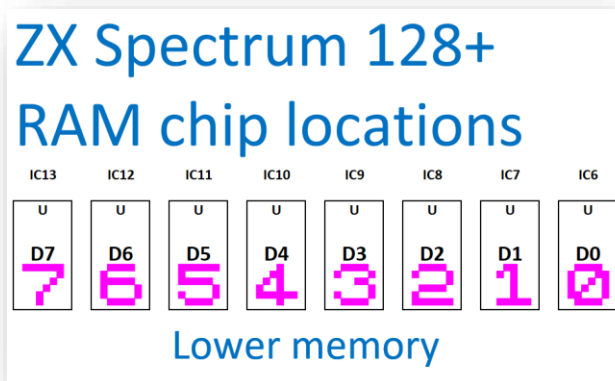 ZX Spectrum 128+
RAM chip locations
IC13 IC12 IC11 IC10 IC9 IC8 IC7 IC6
U U U U U U U U
D7 D6 D5 D4 D3 D2 D1 D0
7 6 5 4 3 2 1 0
Lower memory